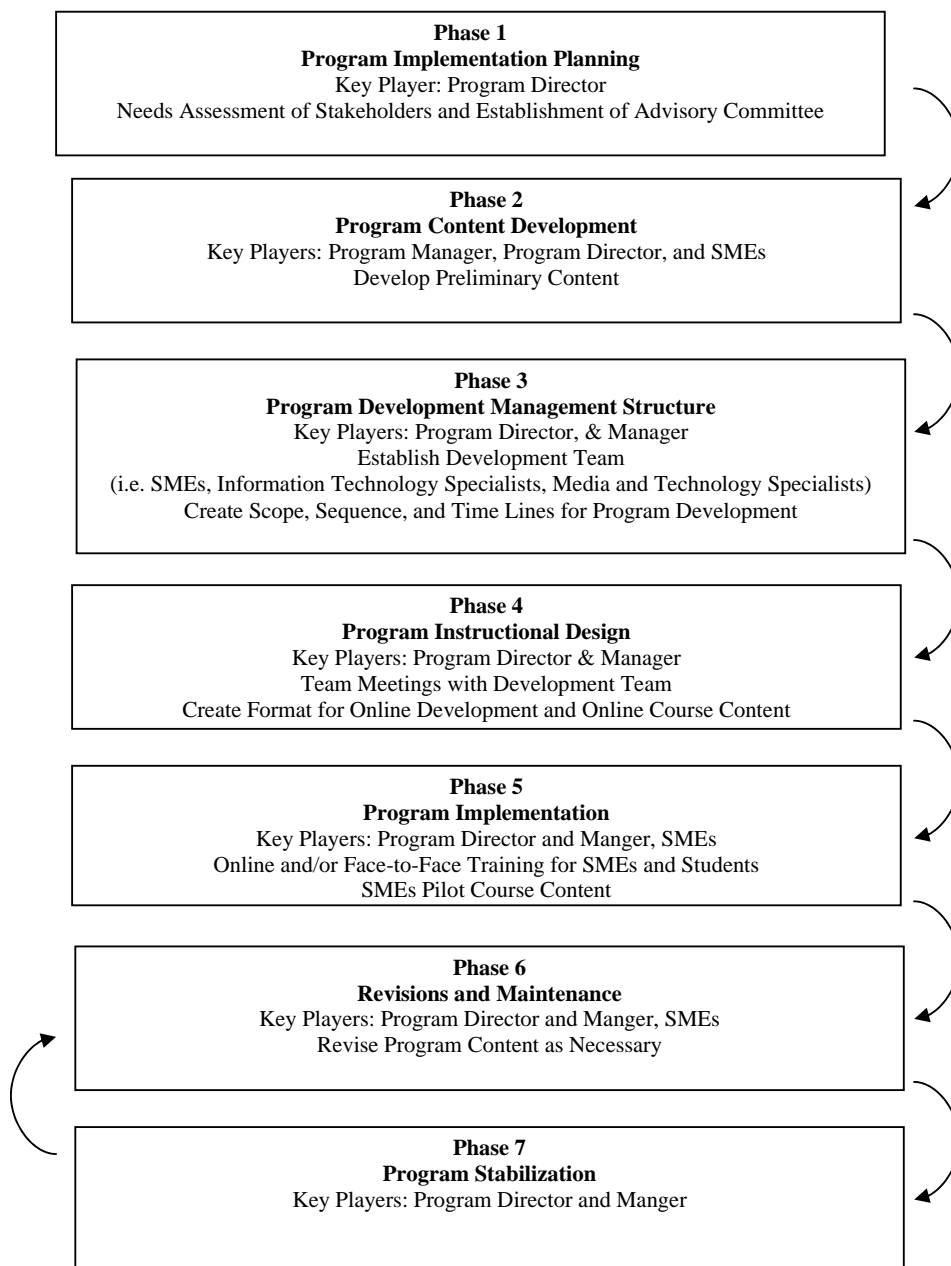 Phase 1
Program Implementation Planning
Key Player: Program Director
Needs Assessment of Stakeholders and Establishment of Advisory Committee
Phase 2
Program Content Development
Key Players: Program Manager, Program Director, and SMEs
Develop Preliminary Content
Phase 3
Program Development Management Structure
Key Players: Program Director, & Manager
Establish Development Team
(i.e. SMEs, Information Technology Specialists, Media and Technology Specialists)
Create Scope, Sequence, and Time Lines for Program Development
Phase 4
Program Instructional Design
Key Players: Program Director & Manager
Team Meetings with Development Team
Create Format for Online Development and Online Course Content
Phase 5
Program Implementation
Key Players: Program Director and Manger, SMEs
Online and/or Face-to-Face Training for SMEs and Students
SMEs Pilot Course Content
Phase 6
Revisions and Maintenance
Key Players: Program Director and Manger, SMEs
Revise Program Content as Necessary
Phase 7
Program Stabilization
Key Players: Program Director and Manger